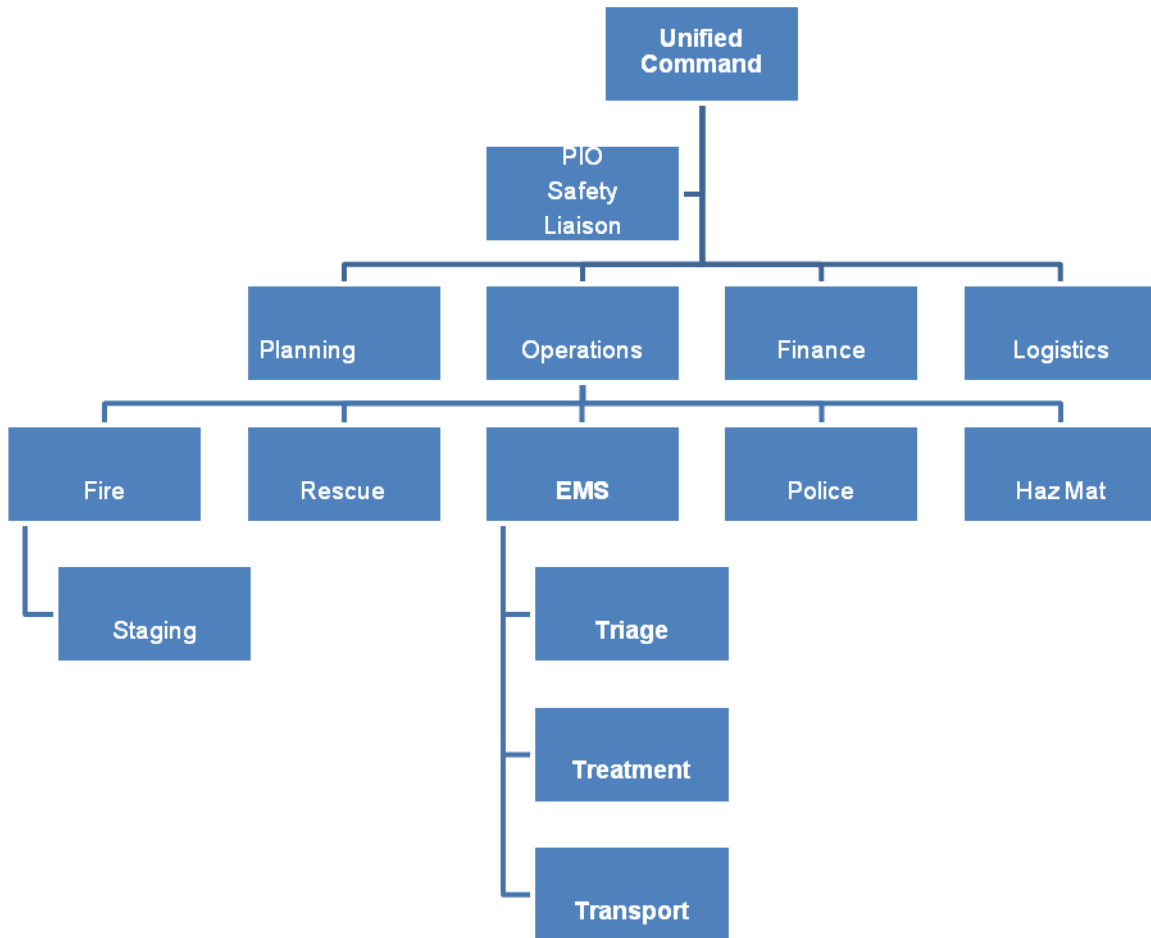 Unified
Command
PIO
Safety
Liaison
Planning
Operations
Finance
Logistics
Fire
Rescue
EMS
Police
Haz Mat
Staging
Triage
Treatment
Transport